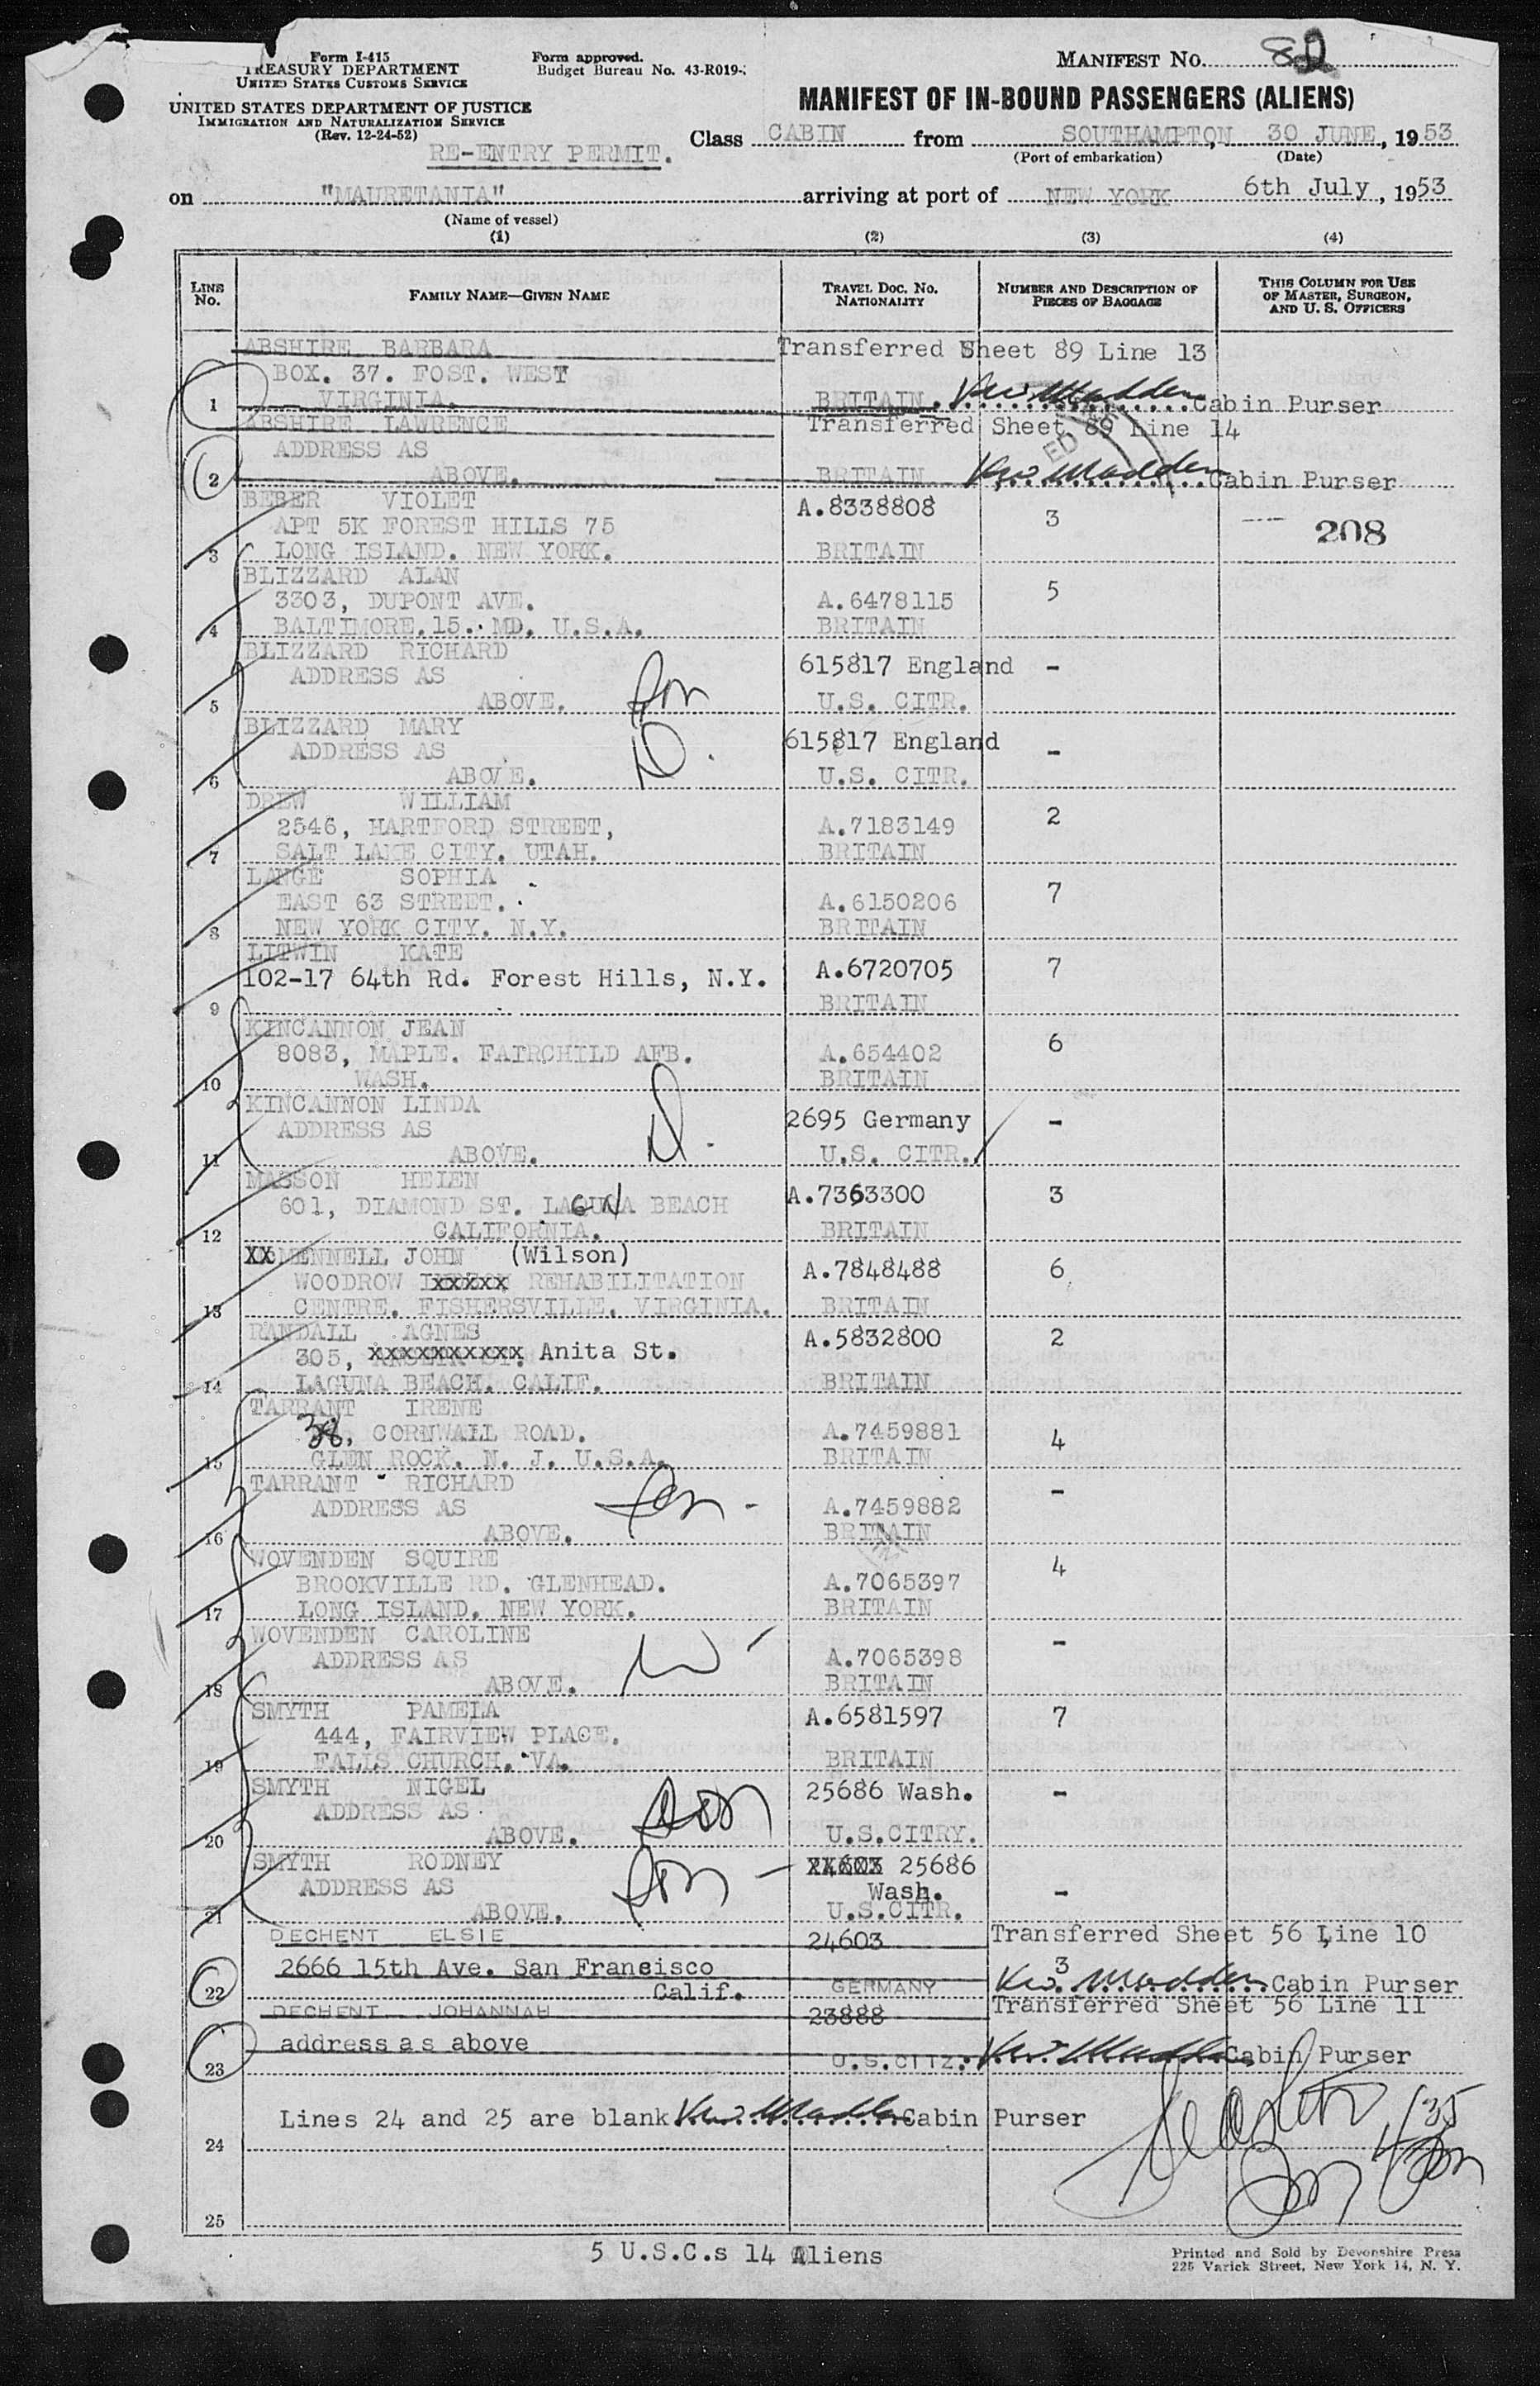 Form I-415
TREASURY DEPARTMENT
UNITED STATES CUSTOMS SERVICE
UNITED STATES DEPARTMENT OF JUSTICE
IMMIGRATION AND NATURALIZATION SERVICE
(Rev. 12-24-52)
Form approved.
Budget Bureau No. 43-R019-
MANIFEST No. 82
MANIFEST OF IN-BOUND PASSENGERS (ALIENS)
RE-ENTRY PERMIT.
Class CABIN from SOUTHAMPTON 30 JUNE, 1953
(Port of embarkation) (Date)
on "MAURETANIA" arriving at port of NEW YORK 6th July, 1953
(Name of vessel)
(1) (2) (3) (4)
LINE No. FAMILY NAME—GIVEN NAME TRAVEL DOC. NO. NATIONALITY NUMBER AND DESCRIPTION OF PIECES OF BAGGAGE THIS COLUMN FOR USE OF MASTER, SURGEON, AND U. S. OFFICERS
ABSHIRE BARBARA Transferred Sheet 89 Line 13
BOX. 37. FOST. WEST
1 VIRGINIA. BRITAIN. Cabin Purser
ABSHIRE LAWRENCE Transferred Sheet 89 Line 14
ADDRESS AS
2 ABOVE. BRITAIN Cabin Purser
BEBER VIOLET A.8338808 3
APT 5K FOREST HILLS 75 208
3 LONG ISLAND. NEW YORK. BRITAIN
BLIZZARD ALAN 5
3303, DUPONT AVE. A.6478115
4 BALTIMORE.15. MD. U.S.A. BRITAIN
BLIZZARD RICHARD 615817 England -
ADDRESS AS
5 ABOVE. Son U.S. CITR.
BLIZZARD MARY 615817 England -
ADDRESS AS D.
6 ABOVE. U.S. CITR.
DREW WILLIAM 2
2546, HARTFORD STREET, A.7183149
7 SALT LAKE CITY. UTAH. BRITAIN
LANGE SOPHIA 7
EAST 63 STREET. A.6150206
8 NEW YORK CITY. N.Y. BRITAIN
LITWIN KATE
102-17 64th Rd. Forest Hills, N.Y. A.6720705 7
9 BRITAIN
KINCANNON JEAN 6
8083, MAPLE. FAIRCHILD AFB. A.654402
10 WASH. BRITAIN
KINCANNON LINDA 2695 Germany -
ADDRESS AS D.
11 ABOVE. U.S. CITR.
MASSON HELEN A.7363300 3
601, DIAMOND ST. LAGUNA BEACH
12 CALIFORNIA. BRITAIN
XX MENNELL JOHN (Wilson) A.7848488 6
WOODROW xxxxx REHABILITATION
13 CENTRE. FISHERSVILLE. VIRGINIA. BRITAIN
RANDALL AGNES A.5832800 2
305, xxxxxxxxxx Anita St.
14 LAGUNA BEACH. CALIF. BRITAIN
TARRANT IRENE
38, CORNWALL ROAD. A.7459881 4
15 GLEN ROCK. N. J. U.S.A. BRITAIN
TARRANT - RICHARD -
ADDRESS AS Son - A.7459882
16 ABOVE. BRITAIN
WOVENDEN SQUIRE 4
BROOKVILLE RD. GLENHEAD. A.7065397
17 LONG ISLAND. NEW YORK. BRITAIN
WOVENDEN CAROLINE -
ADDRESS AS W A.7065398
18 ABOVE. BRITAIN
SMYTH PAMELA A.6581597 7
444, FAIRVIEW PLACE.
19 FALLS CHURCH. VA. BRITAIN
SMYTH NIGEL 25686 Wash. -
ADDRESS AS Son
20 ABOVE. U.S.CITRY.
SMYTH RODNEY 25686
ADDRESS AS Son - Wash. -
21 ABOVE. U.S.CITR.
DECHENT ELSIE 24603 Transferred Sheet 56 Line 10
2666 15th Ave. San Francisco 3
22 Calif. GERMANY Cabin Purser
DECHENT JOHANNAH 23888 Transferred Sheet 56 Line 11
address as above
23 U.S.CITZ. Cabin Purser
Lines 24 and 25 are blank Cabin Purser
24
25
5 U.S.C.s 14 Aliens
Printed and Sold by Devonshire Press
225 Varick Street, New York 14, N. Y.